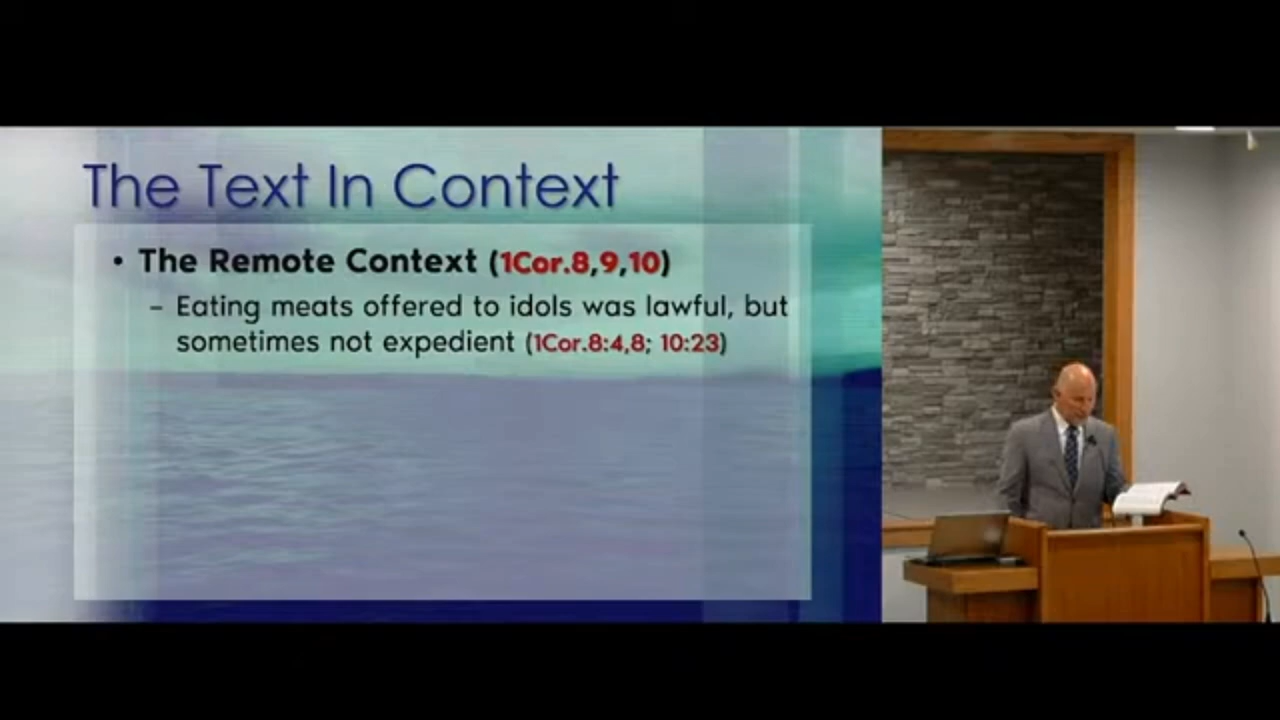 The Text In Context
• The Remote Context (1Cor.8,9,10)
– Eating meats offered to idols was lawful, but
sometimes not expedient (1Cor.8:4,8; 10:23)